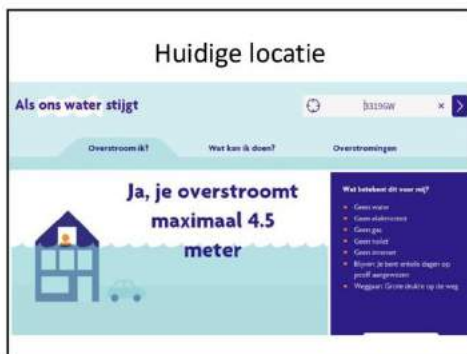 Huidige locatie
Als ons water stijgt
3319GW ×
Overstroom ik?
Wat kan ik doen?
Overstromingen
Ja, je overstroomt
maximaal 4.5
meter
Wat betekent dit voor mij?
Geen water
Geen elektriciteit
Geen gas
Geen toilet
Geen internet
Blijven: Je bent enkele dagen op
jezelf aangewezen
Weggaan: Grote drukte op de weg